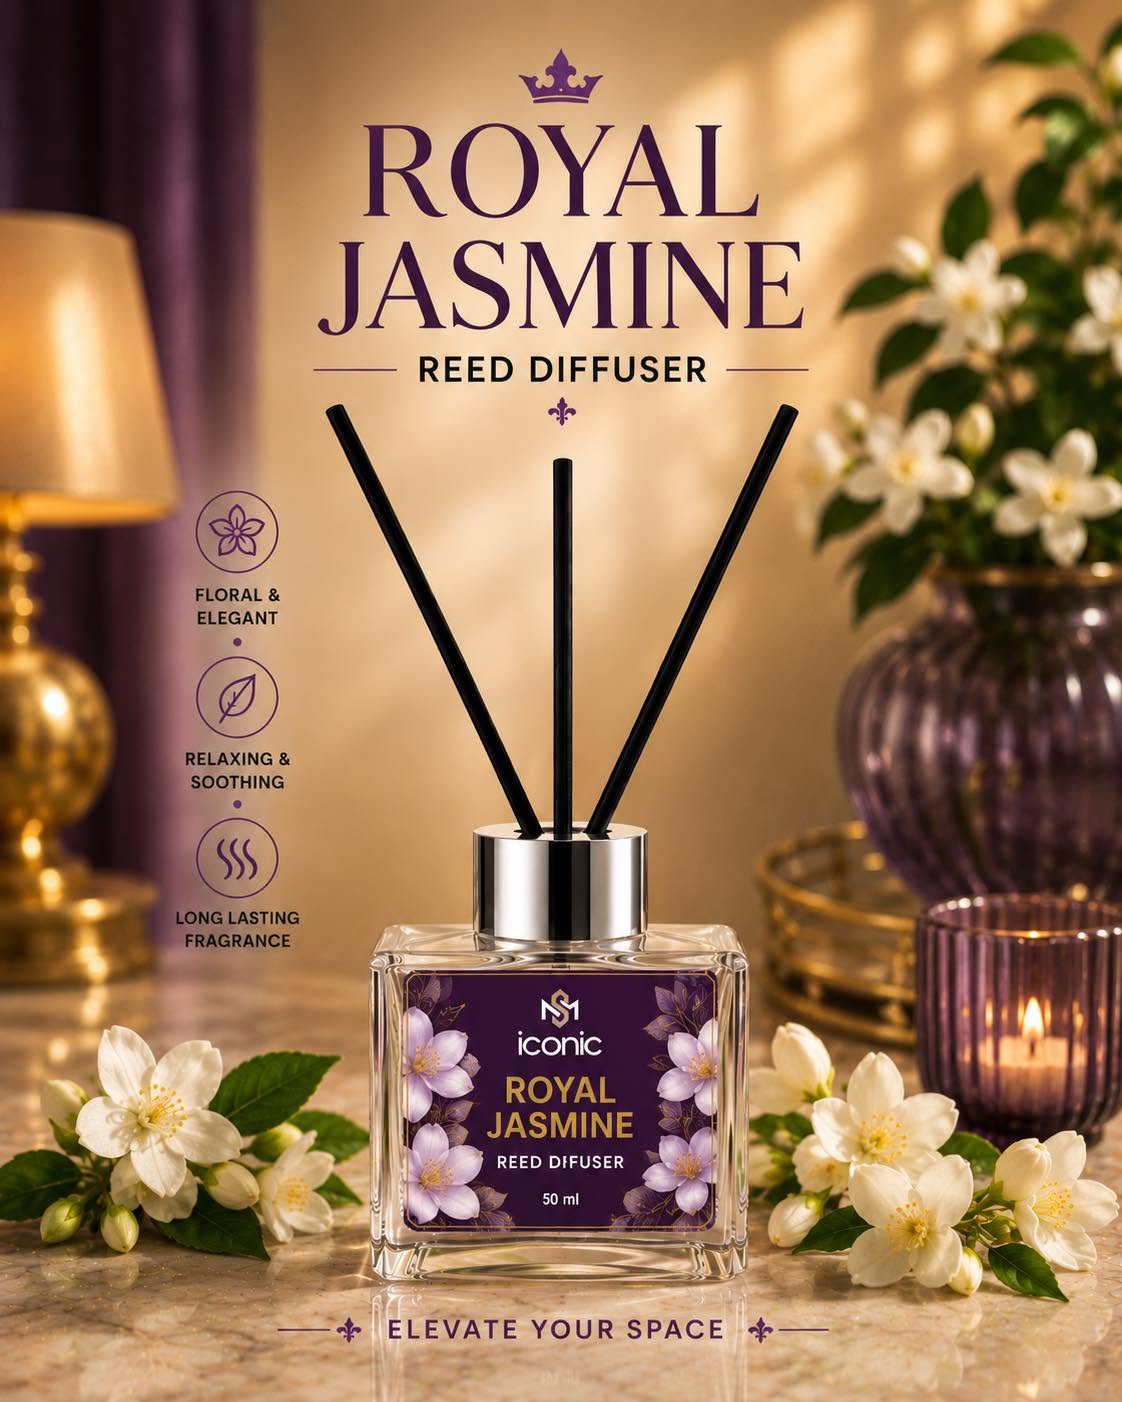 ROYAL
JASMINE
REED DIFFUSER
FLORAL &
ELEGANT
RELAXING &
SOOTHING
LONG LASTING
FRAGRANCE
iconic
ROYAL
JASMINE
REED DIFUSER
50 ml
ELEVATE YOUR SPACE